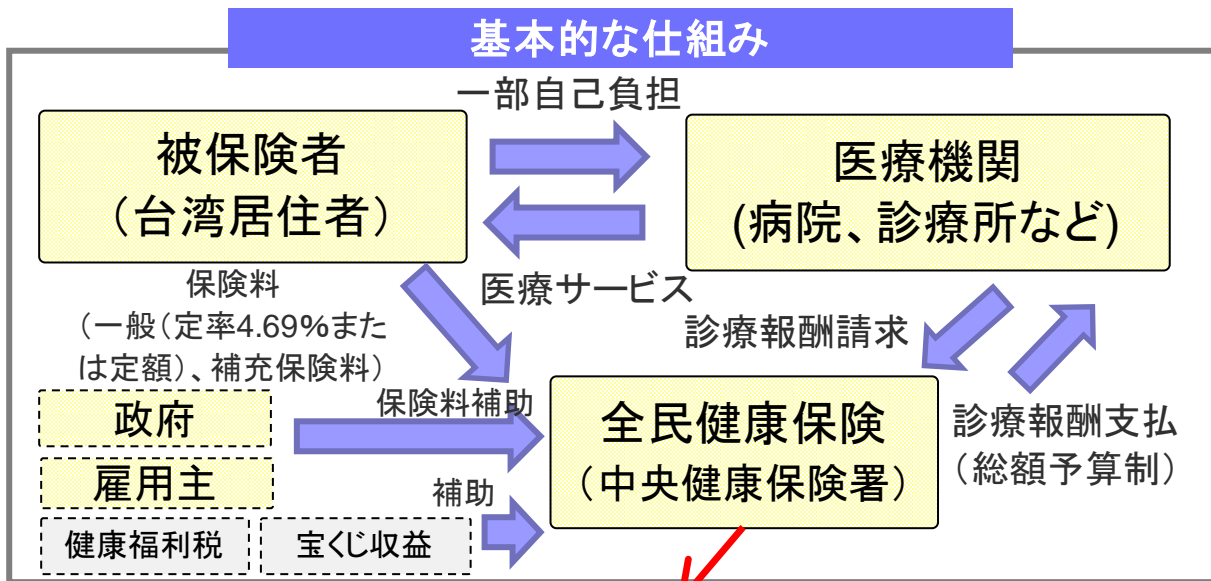 基本的な仕組み
一部自己負担
被保険者
（台湾居住者）
医療機関
(病院、診療所など)
医療サービス
保険料
（一般（定率4.69%また
は定額）、補充保険料）
診療報酬請求
保険料補助
政府
雇用主
全民健康保険
（中央健康保険署）
診療報酬支払
（総額予算制）
補助
健康福利税
宝くじ収益